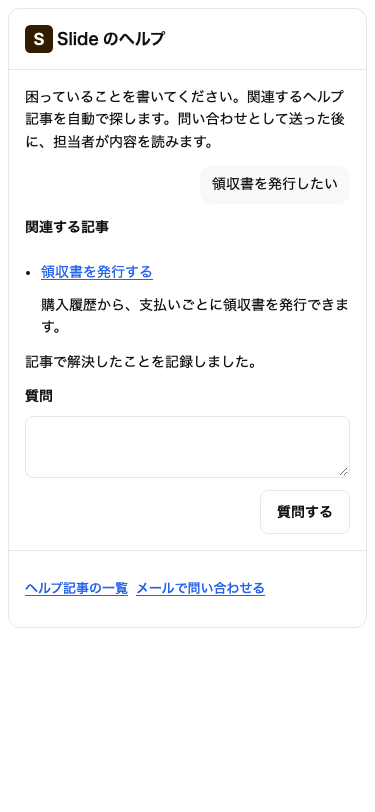 S Slide のヘルプ
困っていることを書いてください。関連するヘルプ
記事を自動で探します。問い合わせとして送った後
に、担当者が内容を読みます。
領収書を発行したい
関連する記事
• 領収書を発行する
購入履歴から、支払いごとに領収書を発行できま
す。
記事で解決したことを記録しました。
質問
質問する
ヘルプ記事の一覧 メールで問い合わせる